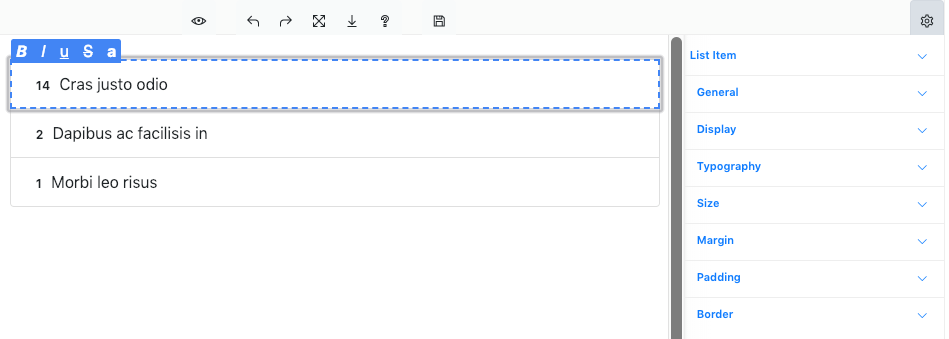 B I u S a
14 Cras justo odio
2 Dapibus ac facilisis in
1 Morbi leo risus
List Item
General
Display
Typography
Size
Margin
Padding
Border